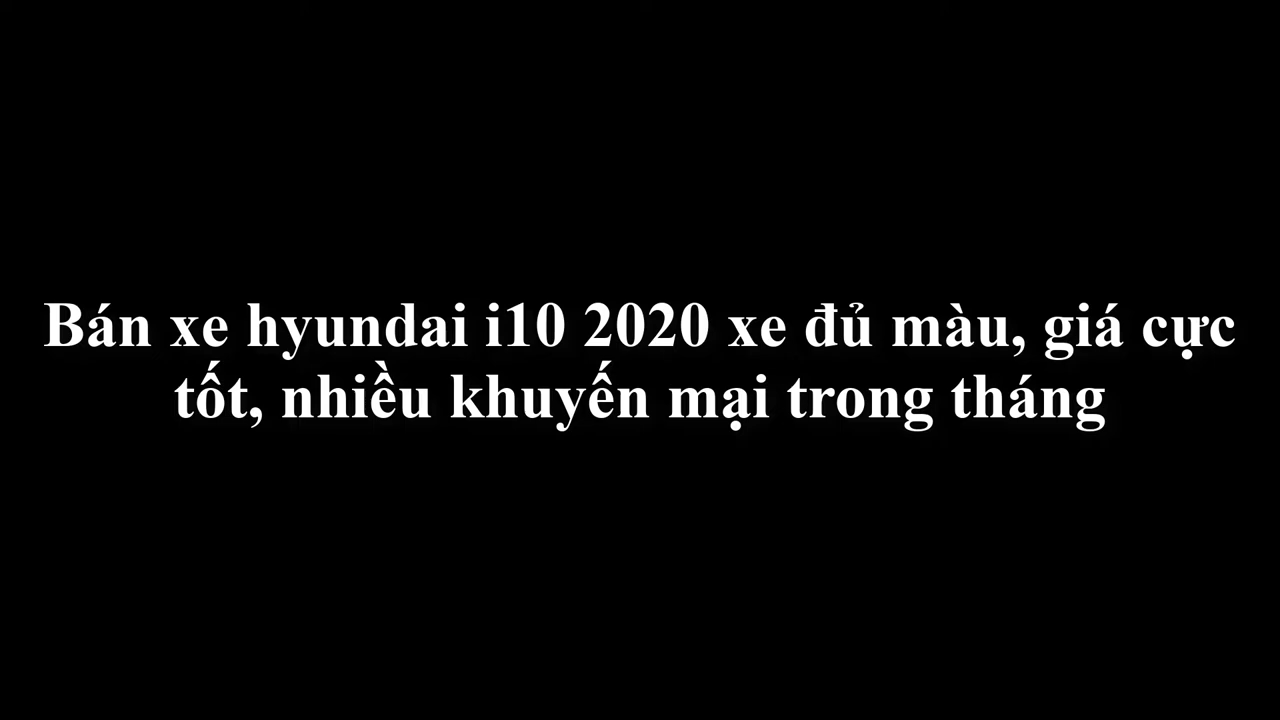 Bán xe hyundai i10 2020 xe đủ màu, giá cực
tốt, nhiều khuyến mại trong tháng